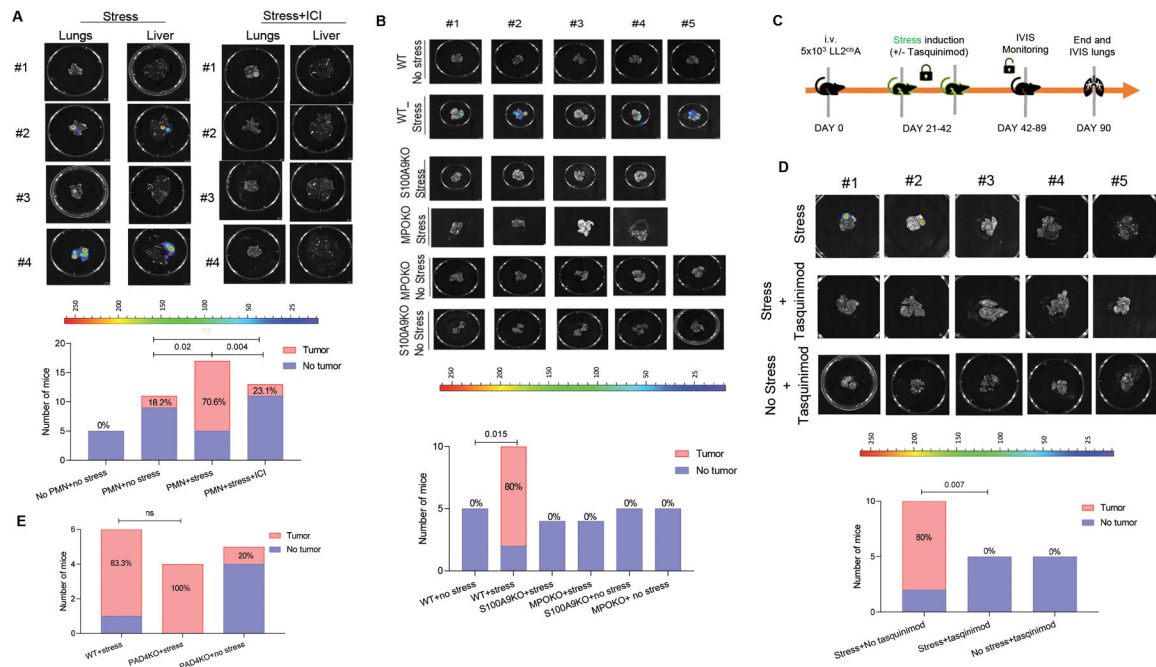 A
Stress
Stress+ICI
Lungs Liver Lungs Liver
#1 #1
#2 #2
#3 #3
#4 #4
250 200 150 100 50 25
ns
0.02 0.004
Number of mice
20
15
10
5
0
0%
18.2%
70.6%
23.1%
Tumor
No tumor
No PMN+no stress
PMN+no stress
PMN+stress
PMN+stress+ICI
B
#1 #2 #3 #4 #5
WT
No stress
WT_
Stress
S100A9KO
Stress
MPOKO
Stress
MPOKO
No Stress
S100A9KO
No Stress
250 200 150 100 50 25
0.015
Number of mice
10
5
0
0%
80%
0%
0%
0%
0%
Tumor
No tumor
WT+no stress
WT+stress
S100A9KO+stress
MPOKO+stress
S100A9KO+no stress
MPOKO+ no stress
C
i.v.
5x10³ LL2ᶜⁱˢA
Stress induction
(+/- Tasquinimod)
IVIS
Monitoring
End and
IVIS lungs
DAY 0 DAY 21-42 DAY 42-89 DAY 90
D
#1 #2 #3 #4 #5
Stress
Stress
+
Tasquinimod
No Stress
+
Tasquinimod
250 200 150 100 50 25
0.007
Number of mice
10
5
0
80%
0%
0%
Tumor
No tumor
Stress+No tasquinimod
Stress+tasqinimod
No stress+tasqinimod
E
ns
Number of mice
6
4
2
0
83.3%
100%
20%
Tumor
No tumor
WT+stress
PAD4KO+stress
PAD4KO+no stress